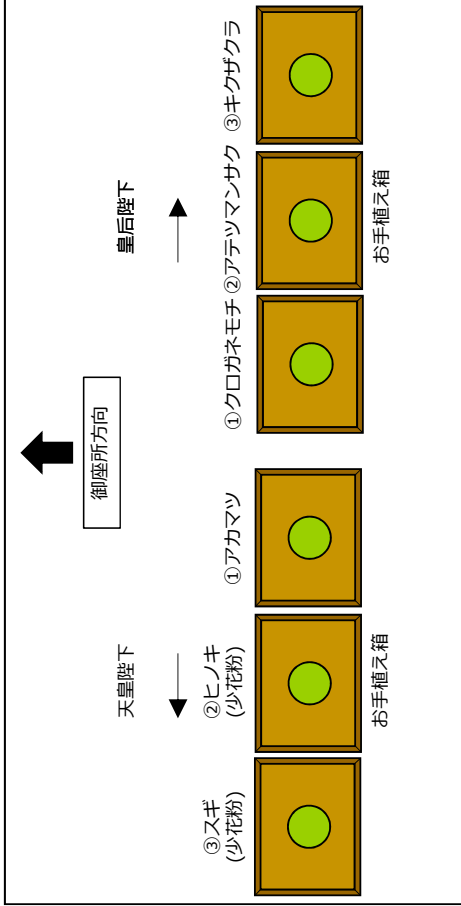 御座所方向
天皇陛下
皇后陛下
③スギ
(少花粉)
②ヒノキ
(少花粉)
①アカマツ
①クロガネモチ
②アテツマンサク
③キクザクラ
お手植え箱
お手植え箱